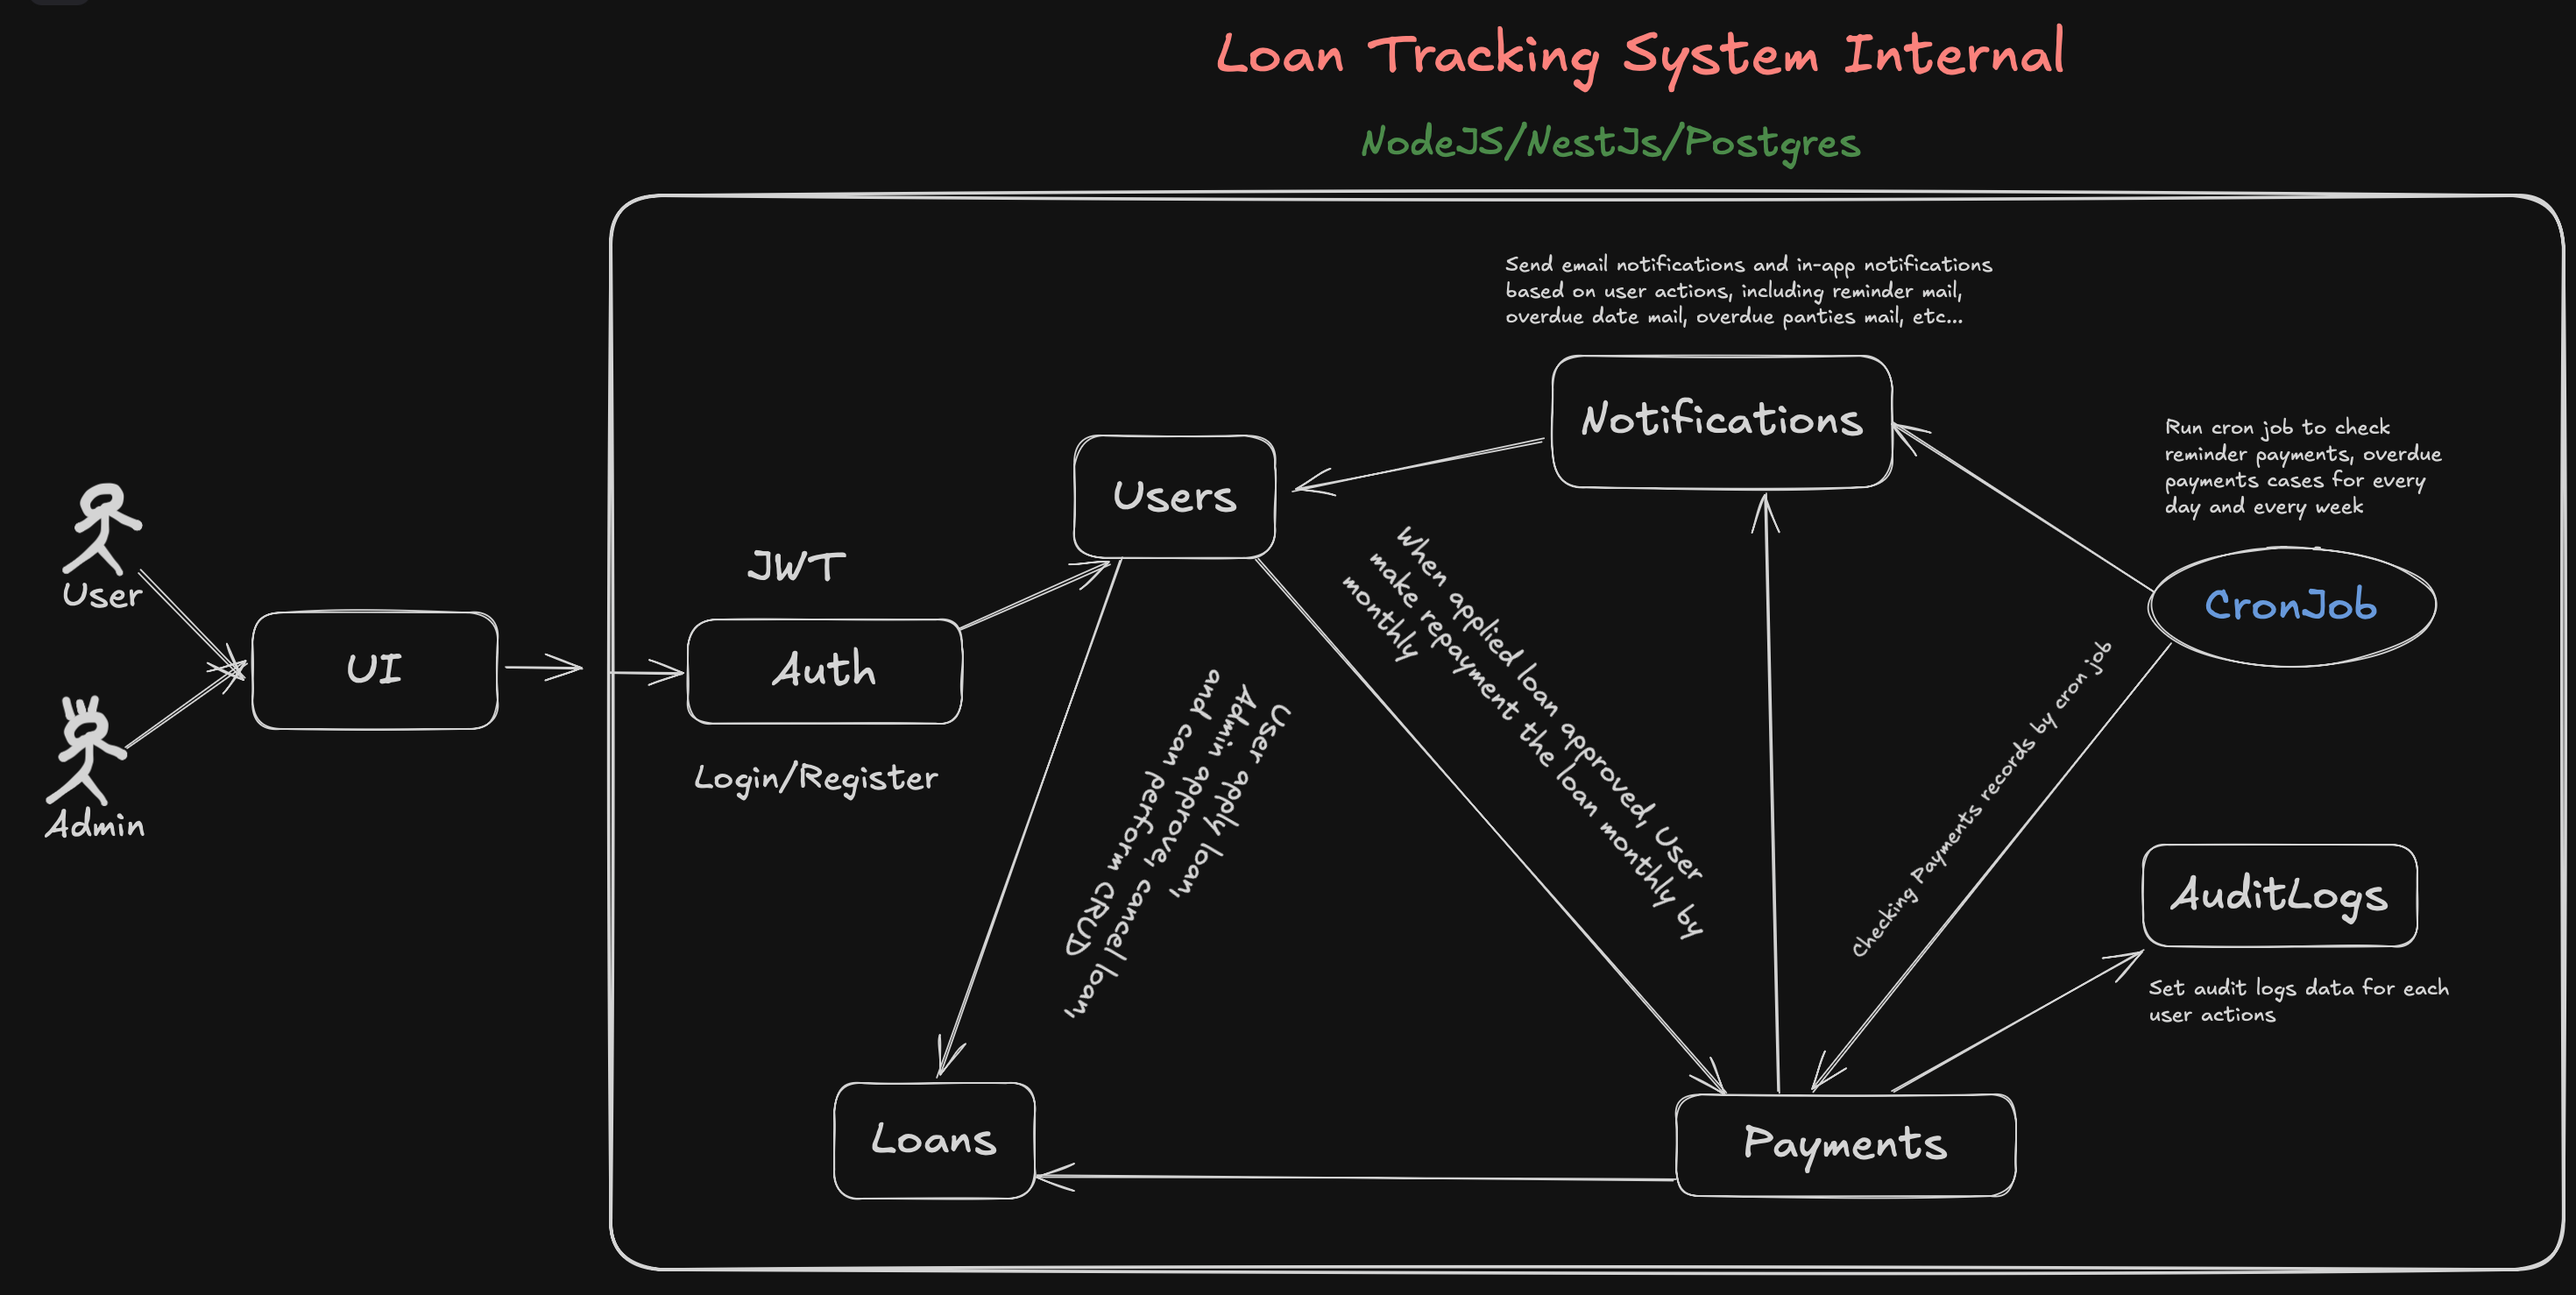 Loan Tracking System Internal
NodeJS/NestJs/Postgres
Send email notifications and in-app notifications
based on user actions, including reminder mail,
overdue date mail, overdue panties mail, etc...
Notifications
Run cron job to check
reminder payments, overdue
payments cases for every
day and every week
Users
User
JWT
CronJob
UI
Auth
Login/Register
Admin
When applied loan approved, User
make repayment the loan monthly by
monthly
User apply loan,
Admin approve, cancel loan,
and can perform CRUD
Checking Payments records by cron job
AuditLogs
Set audit logs data for each
user actions
Loans
Payments